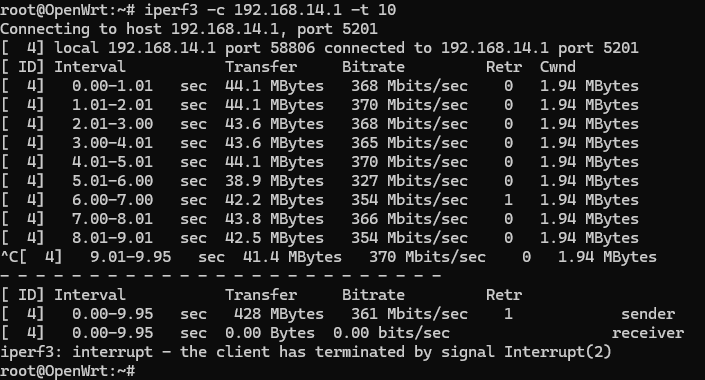 root@OpenWrt:~# iperf3 -c 192.168.14.1 -t 10
Connecting to host 192.168.14.1, port 5201
[  4] local 192.168.14.1 port 58806 connected to 192.168.14.1 port 5201
[ ID] Interval           Transfer     Bitrate         Retr  Cwnd
[  4]   0.00-1.01   sec  44.1 MBytes   368 Mbits/sec    0   1.94 MBytes
[  4]   1.01-2.01   sec  44.1 MBytes   370 Mbits/sec    0   1.94 MBytes
[  4]   2.01-3.00   sec  43.6 MBytes   368 Mbits/sec    0   1.94 MBytes
[  4]   3.00-4.01   sec  43.6 MBytes   365 Mbits/sec    0   1.94 MBytes
[  4]   4.01-5.01   sec  44.1 MBytes   370 Mbits/sec    0   1.94 MBytes
[  4]   5.01-6.00   sec  38.9 MBytes   327 Mbits/sec    0   1.94 MBytes
[  4]   6.00-7.00   sec  42.2 MBytes   354 Mbits/sec    1   1.94 MBytes
[  4]   7.00-8.01   sec  43.8 MBytes   366 Mbits/sec    0   1.94 MBytes
[  4]   8.01-9.01   sec  42.5 MBytes   354 Mbits/sec    0   1.94 MBytes
^C[  4]   9.01-9.95   sec  41.4 MBytes   370 Mbits/sec    0   1.94 MBytes
- - - - - - - - - - - - - - - - - - - - - - - - -
[ ID] Interval           Transfer     Bitrate         Retr
[  4]   0.00-9.95   sec   428 MBytes   361 Mbits/sec    1             sender
[  4]   0.00-9.95   sec  0.00 Bytes  0.00 bits/sec                  receiver
iperf3: interrupt - the client has terminated by signal Interrupt(2)
root@OpenWrt:~#